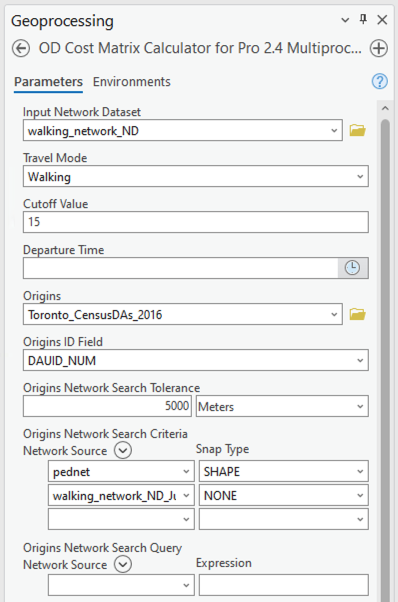 Geoprocessing
OD Cost Matrix Calculator for Pro 2.4 Multiproc...
Parameters Environments
Input Network Dataset
walking_network_ND
Travel Mode
Walking
Cutoff Value
15
Departure Time
Origins
Toronto_CensusDAs_2016
Origins ID Field
DAUID_NUM
Origins Network Search Tolerance
5000 Meters
Origins Network Search Criteria
Network Source Snap Type
pednet SHAPE
walking_network_ND_Ju NONE
Origins Network Search Query
Network Source Expression